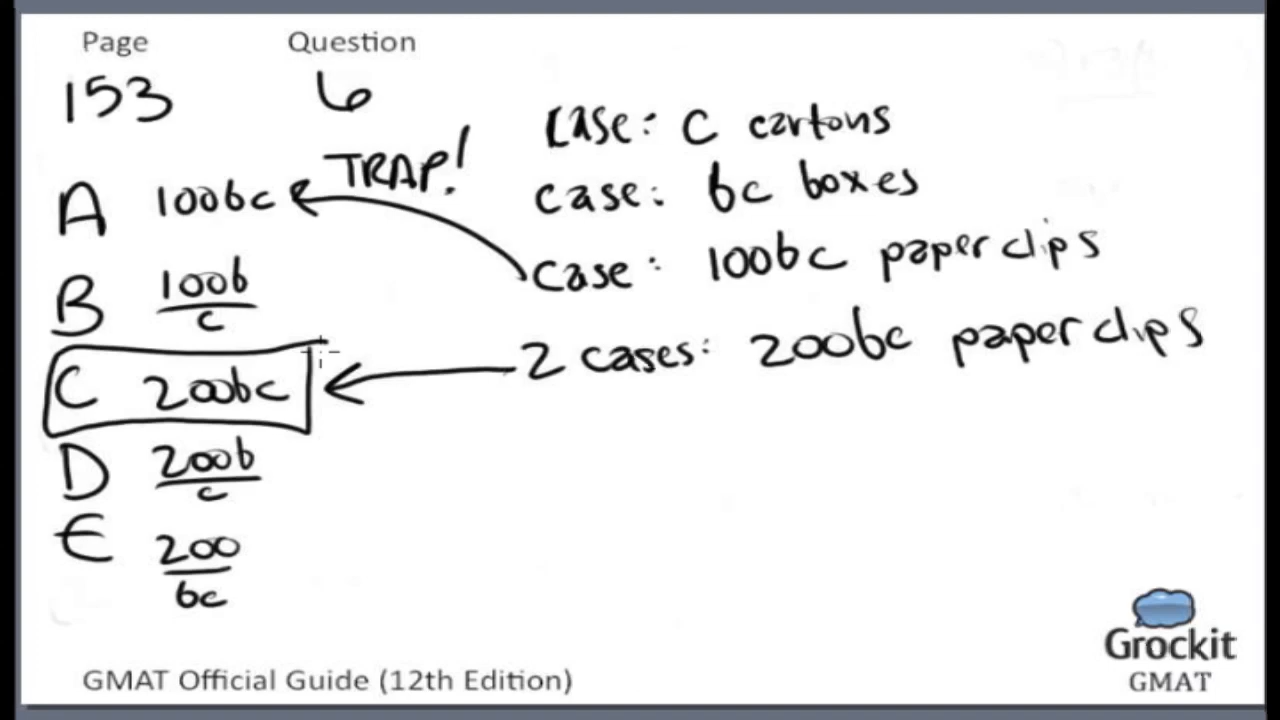 Page Question
153 6
TRAP!
A 100bc
B 100b/c
C 200bc
D 200b/c
E 200/bc
case: c cartons
case: bc boxes
case: 100bc paperclips
2 cases: 200bc paperclips
GMAT Official Guide (12th Edition)
Grockit
GMAT